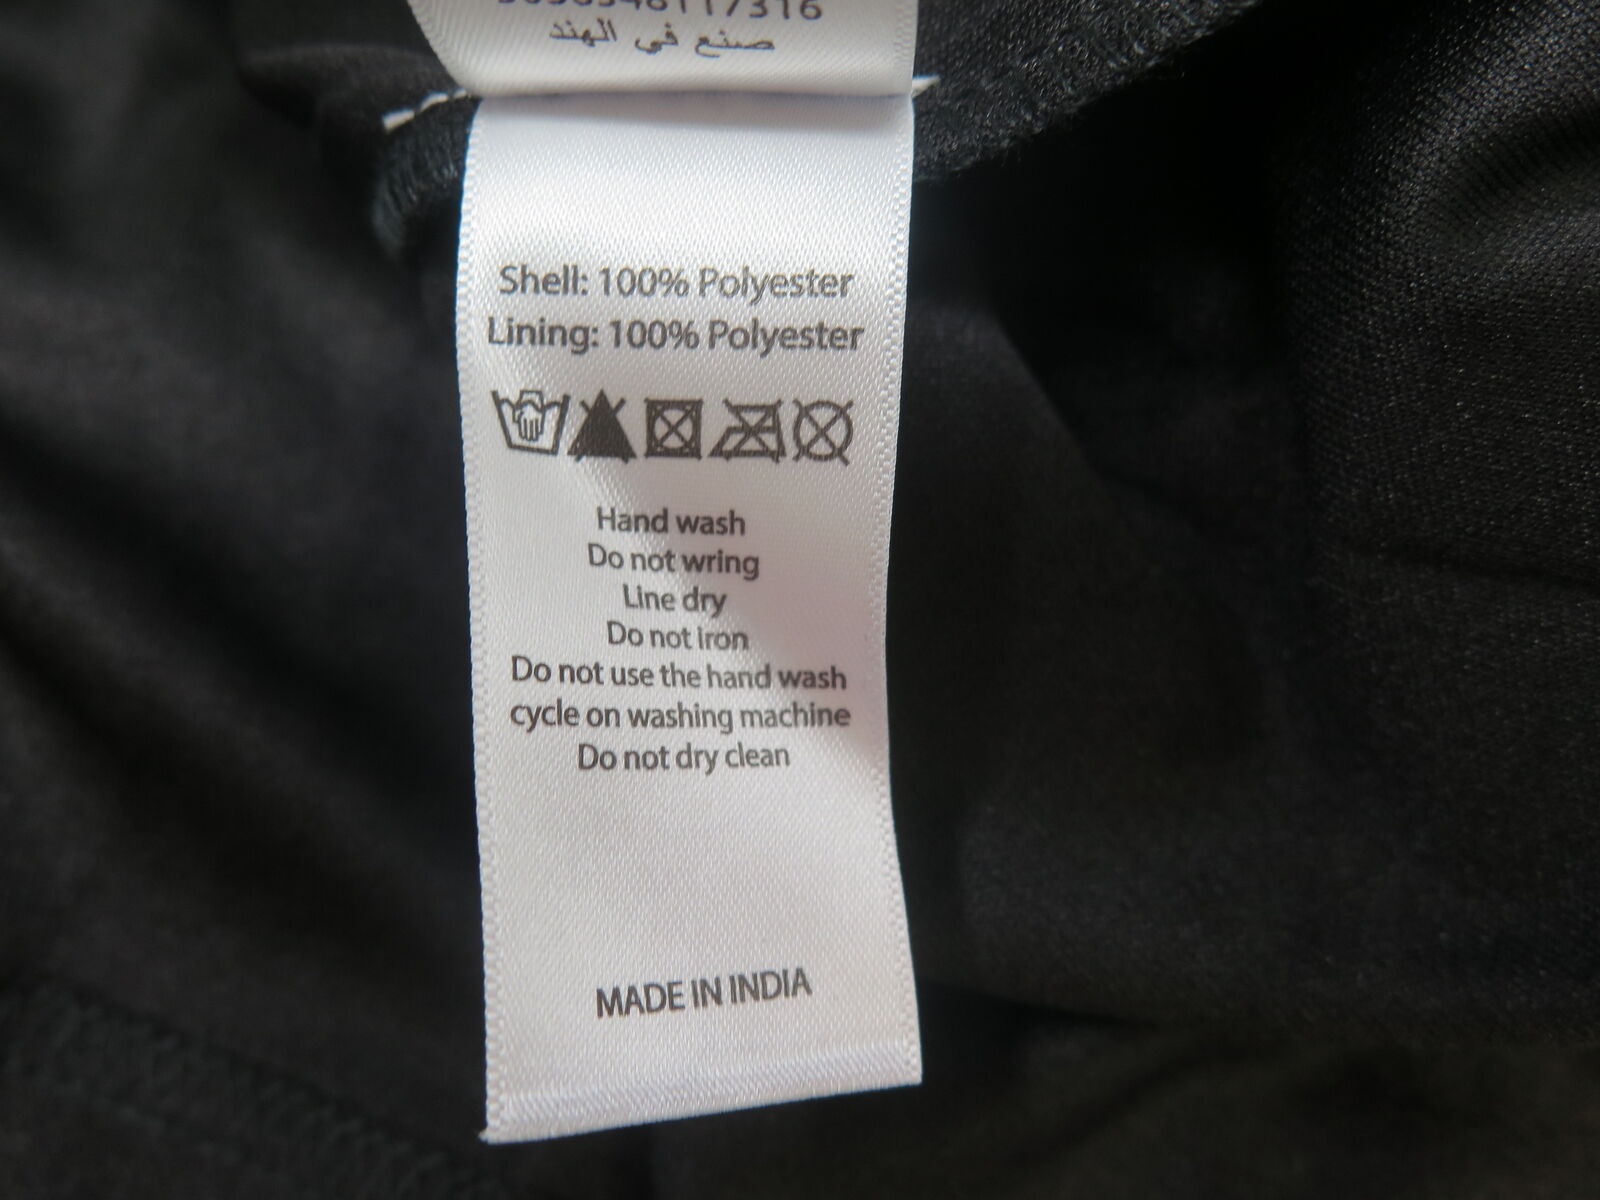 صنع في الهند
Shell: 100% Polyester
Lining: 100% Polyester
Hand wash
Do not wring
Line dry
Do not iron
Do not use the hand wash
cycle on washing machine
Do not dry clean
MADE IN INDIA